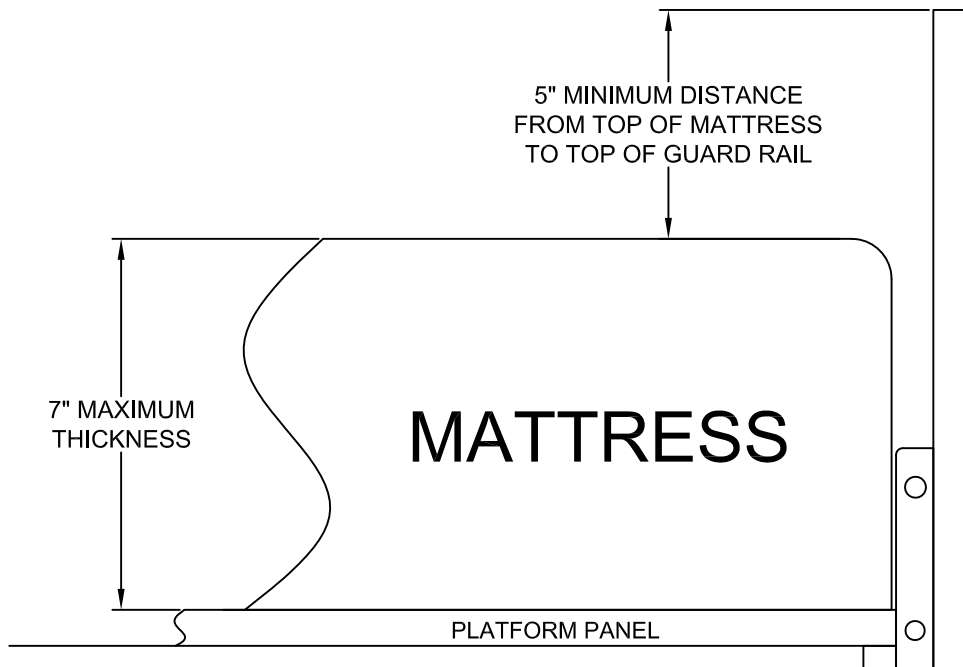 5" MINIMUM DISTANCE
FROM TOP OF MATTRESS
TO TOP OF GUARD RAIL
7" MAXIMUM
THICKNESS
MATTRESS
PLATFORM PANEL